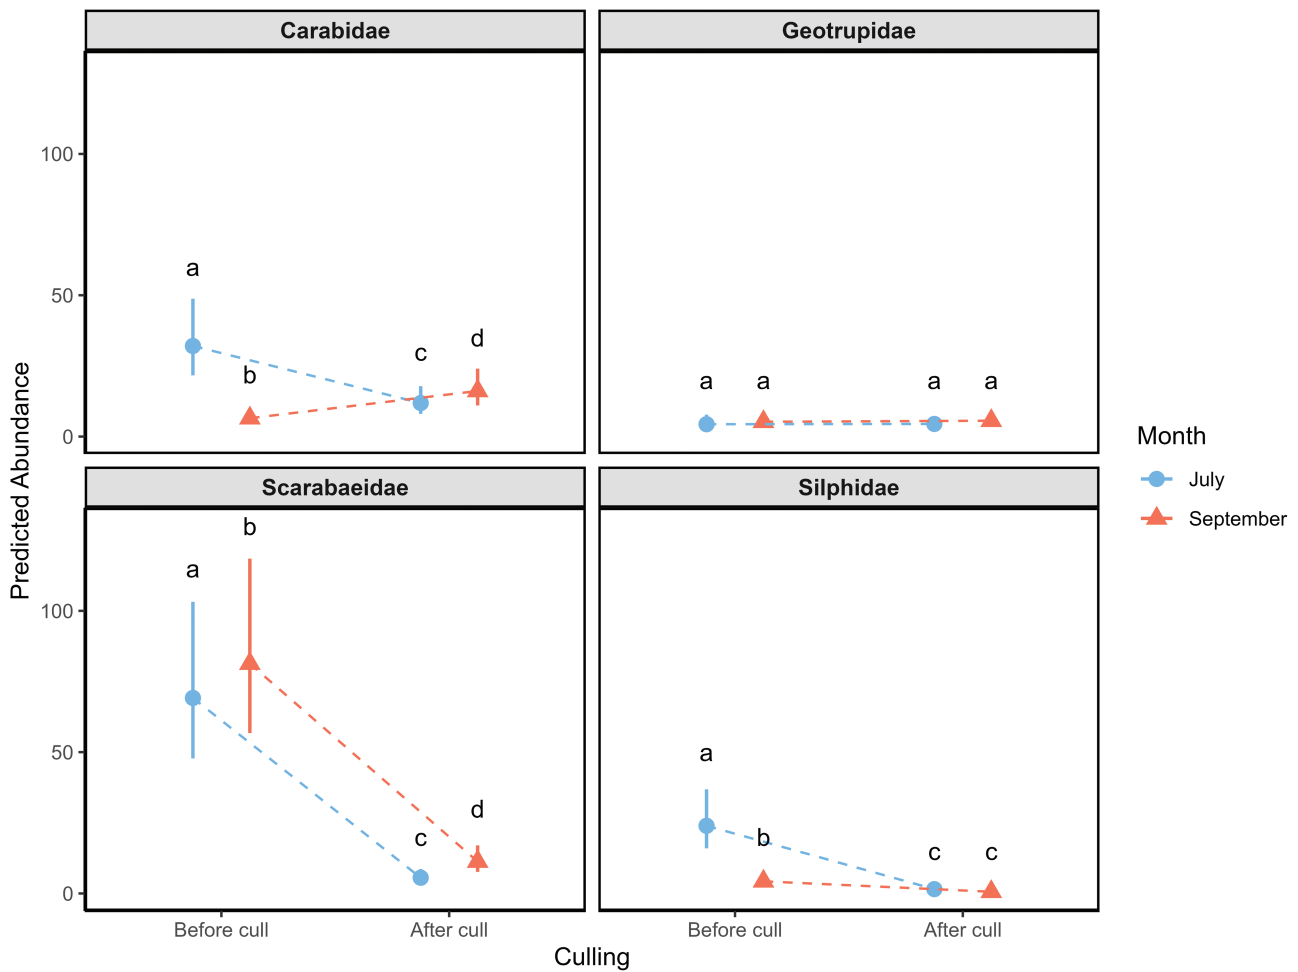 Carabidae
Geotrupidae
100
50
0
a
b
c
d
a
a
a
a
Scarabaeidae
Silphidae
100
50
0
a
b
c
d
a
b
c
c
Before cull
After cull
Before cull
After cull
Culling
Predicted Abundance
Month
July
September